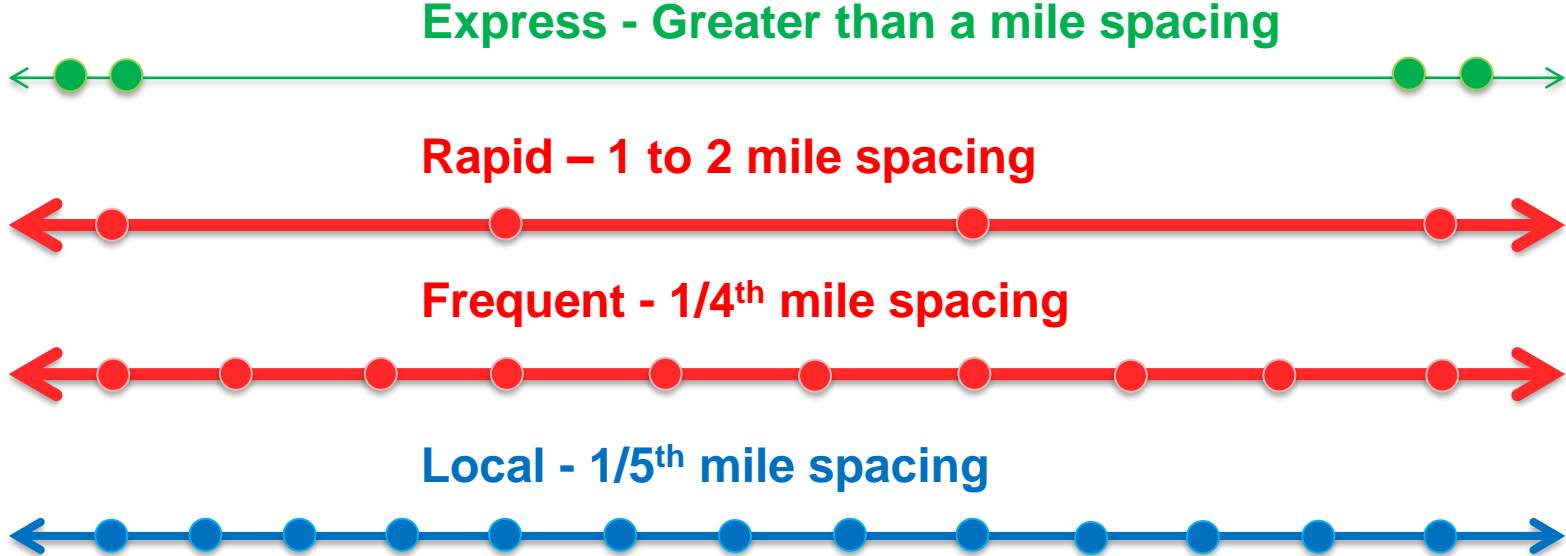 Express - Greater than a mile spacing
Rapid – 1 to 2 mile spacing
Frequent - 1/4th mile spacing
Local - 1/5th mile spacing